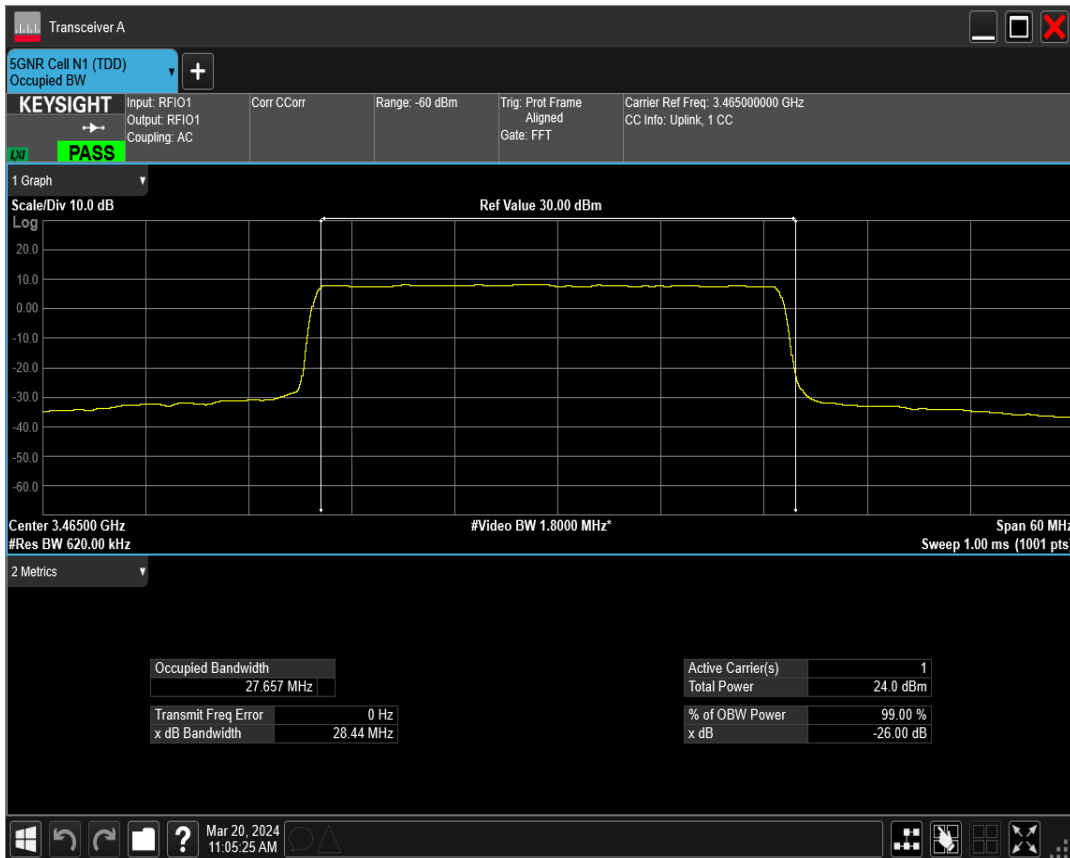 Transceiver A
5GNR Cell N1 (TDD)
Occupied BW
KEYSIGHT
LXI
PASS
Input: RFIO1
Output: RFIO1
Coupling: AC
Corr CCorr
Range: -60 dBm
Trig: Prot Frame
Aligned
Gate: FFT
Carrier Ref Freq: 3.465000000 GHz
CC Info: Uplink, 1 CC
1 Graph
Scale/Div 10.0 dB
Ref Value 30.00 dBm
Log
20.0
10.0
0.00
-10.0
-20.0
-30.0
-40.0
-50.0
-60.0
Center 3.46500 GHz
#Video BW 1.8000 MHz*
Span 60 MHz
#Res BW 620.00 kHz
Sweep 1.00 ms (1001 pts)
2 Metrics
Occupied Bandwidth
27.657 MHz
Transmit Freq Error 0 Hz
x dB Bandwidth 28.44 MHz
Active Carrier(s) 1
Total Power 24.0 dBm
% of OBW Power 99.00 %
x dB -26.00 dB
?
Mar 20, 2024
11:05:25 AM